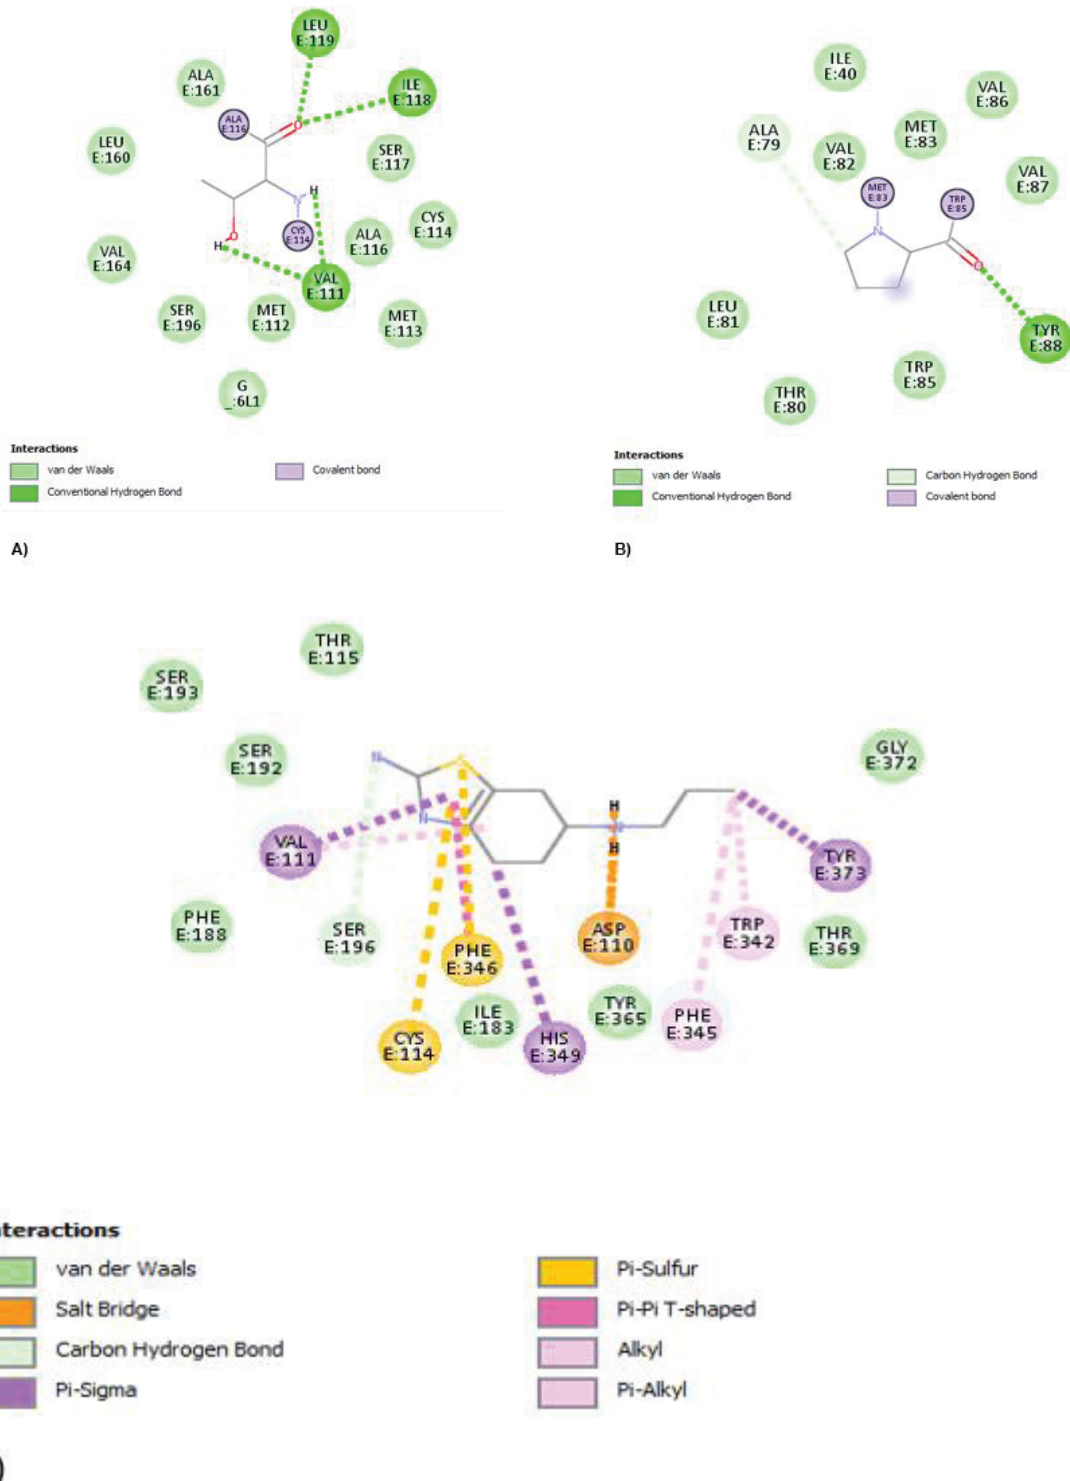 LEU
E:119
ALA
E:161
ILE
E:118
ALA
E:116
LEU
E:160
SER
E:117
H
N
O
CYS
E:114
CYS
E:114
ALA
E:116
H
O
VAL
E:164
VAL
E:111
SER
E:196
MET
E:112
MET
E:113
G
_:6L1
Interactions
van der Waals
Conventional Hydrogen Bond
Covalent bond
A)
ILE
E:40
VAL
E:86
ALA
E:79
MET
E:83
VAL
E:82
VAL
E:87
MET
E:83
TRP
E:85
N
O
LEU
E:81
TYR
E:88
TRP
E:85
THR
E:80
Interactions
van der Waals
Conventional Hydrogen Bond
Carbon Hydrogen Bond
Covalent bond
B)
THR
E:115
SER
E:193
SER
E:192
GLY
E:372
N
S
N
H
N
H
VAL
E:111
TYR
E:373
PHE
E:188
SER
E:196
PHE
E:346
ASP
E:110
TRP
E:342
THR
E:369
ILE
E:183
TYR
E:365
PHE
E:345
CYS
E:114
HIS
E:349
nteractions
van der Waals
Salt Bridge
Carbon Hydrogen Bond
Pi-Sigma
Pi-Sulfur
Pi-Pi T-shaped
Alkyl
Pi-Alkyl
)